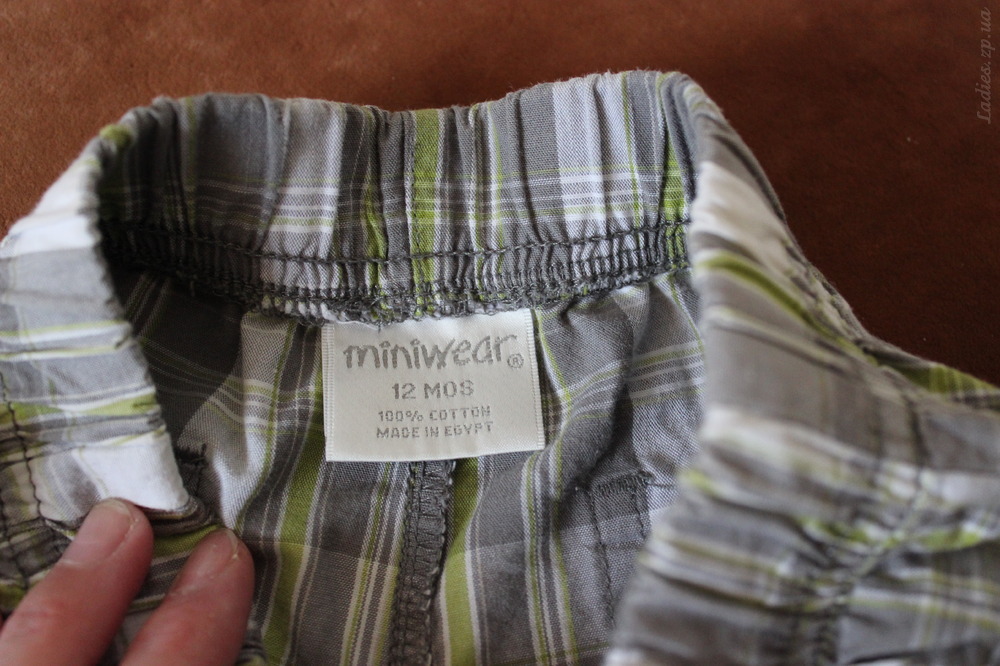 miniwear®
12 MOS
100% COTTON
MADE IN EGYPT
Ladies.zp.ua